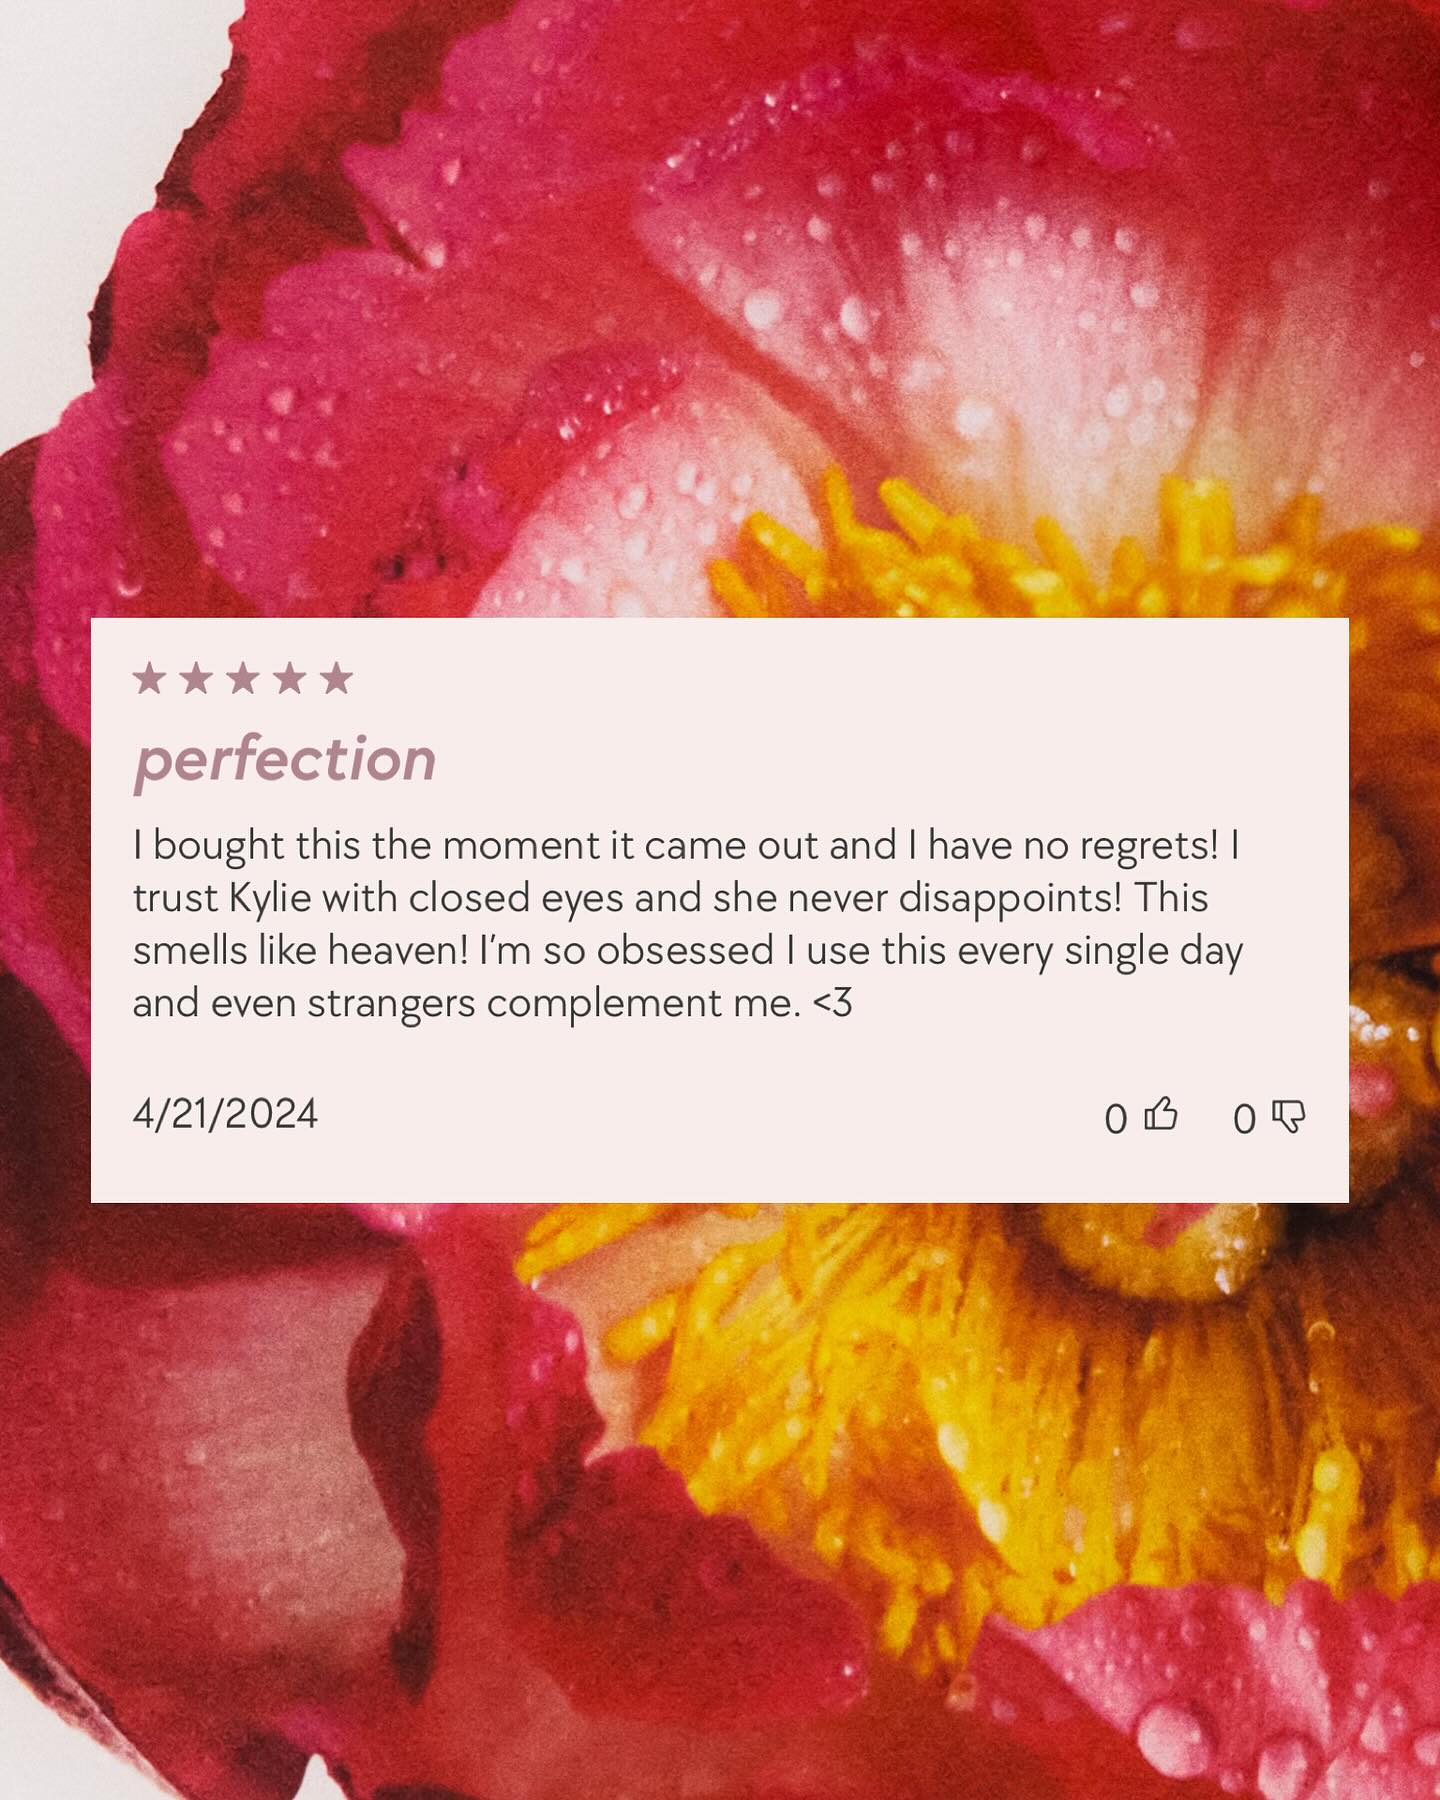 ★★★★★
perfection
I bought this the moment it came out and I have no regrets! I
trust Kylie with closed eyes and she never disappoints! This
smells like heaven! I'm so obsessed I use this every single day
and even strangers complement me. <3
4/21/2024
0 0